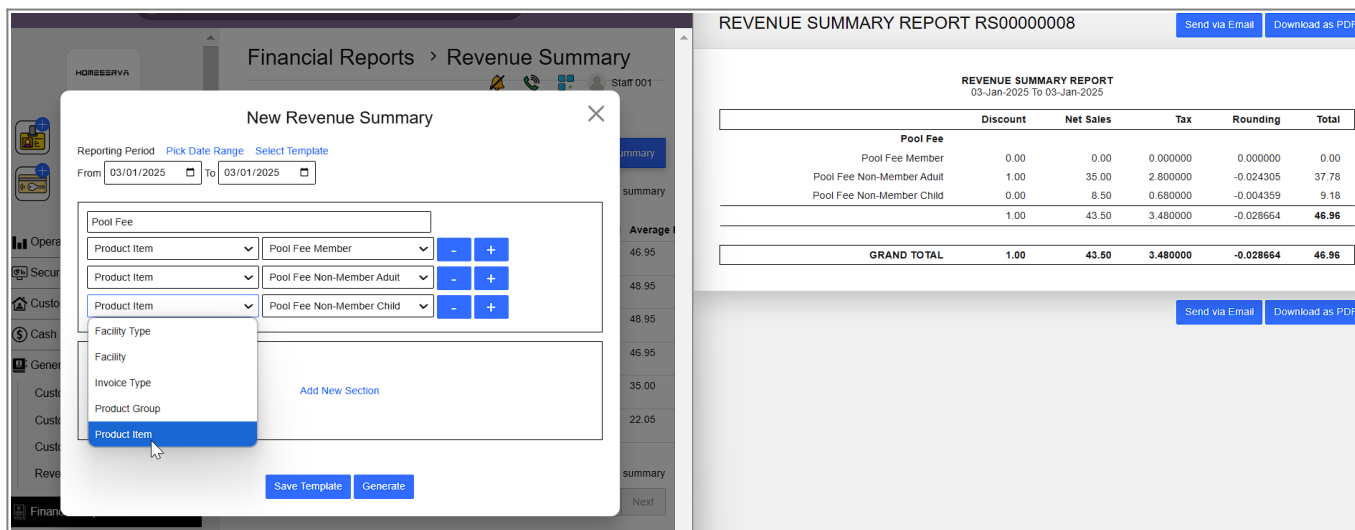 HOMESERVA
Financial Reports > Revenue Summary
Staff 001
New Revenue Summary
Reporting Period Pick Date Range Select Template
From 03/01/2025 To 03/01/2025
Pool Fee
Product Item Pool Fee Member - +
Product Item Pool Fee Non-Member Aduit - +
Product Item Pool Fee Non-Member Child - +
Facility Type
Facility
Invoice Type
Product Group
Product Item
Add New Section
Save Template Generate
Opera
Secur
Custo
Cash
Gener
Custo
Custo
Custo
Reve
Finan
ummary
summary
Average
46.95
48.95
48.95
46.95
35.00
22.05
summary
Next
REVENUE SUMMARY REPORT RS00000008
Send via Email Download as PDF
REVENUE SUMMARY REPORT
03-Jan-2025 To 03-Jan-2025
Discount Net Sales Tax Rounding Total
Pool Fee
Pool Fee Member 0.00 0.00 0.000000 0.000000 0.00
Pool Fee Non-Member Aduit 1.00 35.00 2.800000 -0.024305 37.78
Pool Fee Non-Member Child 0.00 8.50 0.680000 -0.004359 9.18
1.00 43.50 3.480000 -0.028664 46.96
GRAND TOTAL 1.00 43.50 3.480000 -0.028664 46.96
Send via Email Download as PDF